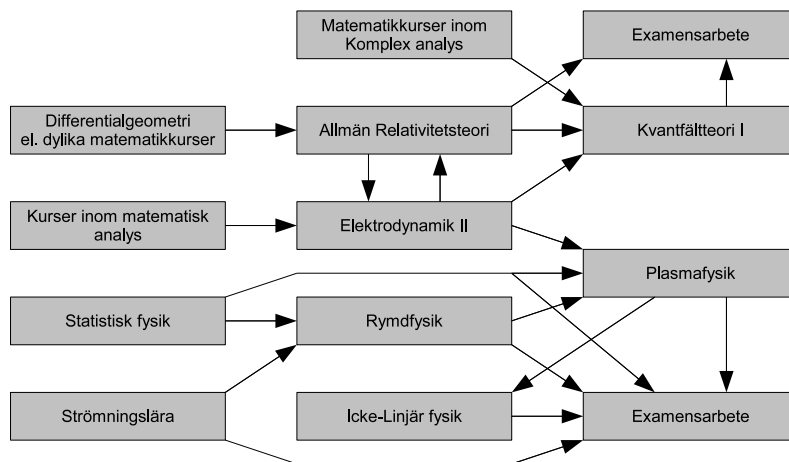 Matematikkurser inom
Komplex analys
Examensarbete
Differentialgeometri
el. dylika matematikkurser
Allmän Relativitetsteori
Kvantfältteori I
Kurser inom matematisk
analys
Elektrodynamik II
Plasmafysik
Statistisk fysik
Rymdfysik
Strömningslära
Icke-Linjär fysik
Examensarbete